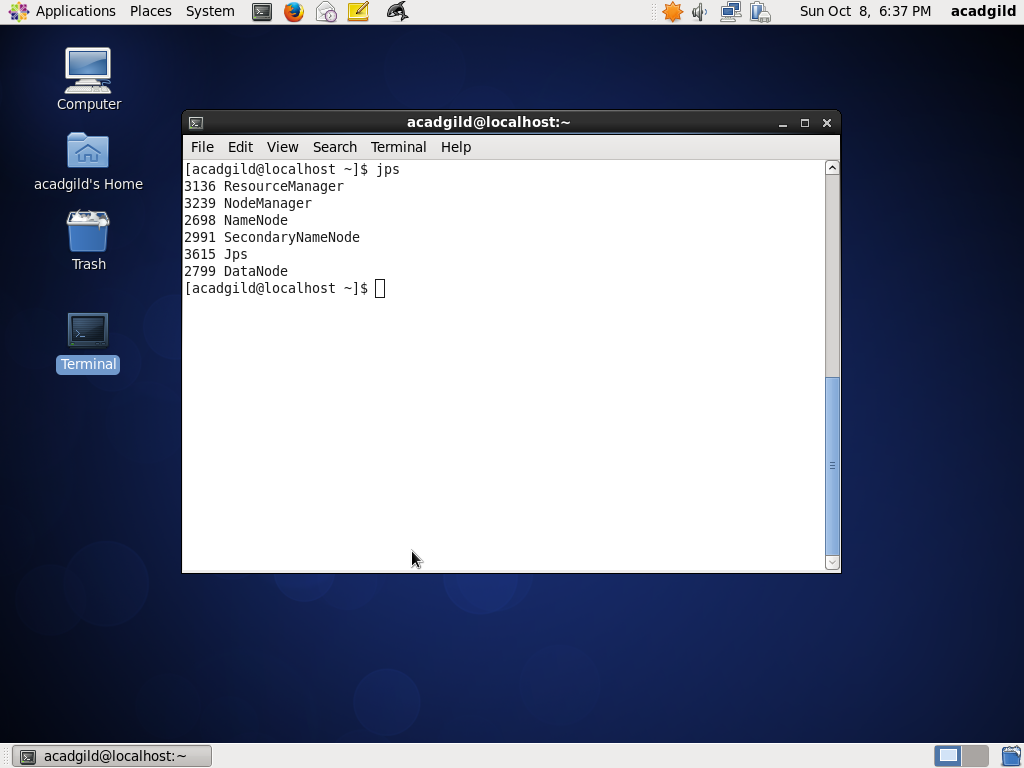 Applications Places System Sun Oct 8, 6:37 PM acadgild
Computer
acadgild's Home
Trash
Terminal
acadgild@localhost:~
File Edit View Search Terminal Help
[acadgild@localhost ~]$ jps
3136 ResourceManager
3239 NodeManager
2698 NameNode
2991 SecondaryNameNode
3615 Jps
2799 DataNode
[acadgild@localhost ~]$
acadgild@localhost:~